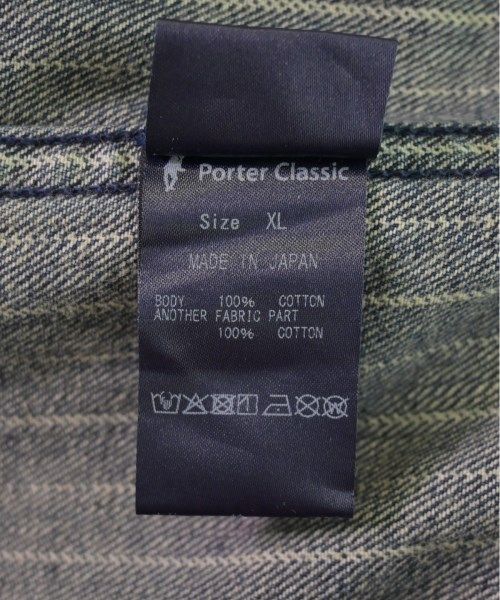 Porter Classic
Size XL
MADE IN JAPAN
BODY 100% COTTON
ANOTHER FABRIC PART
100% COTTON